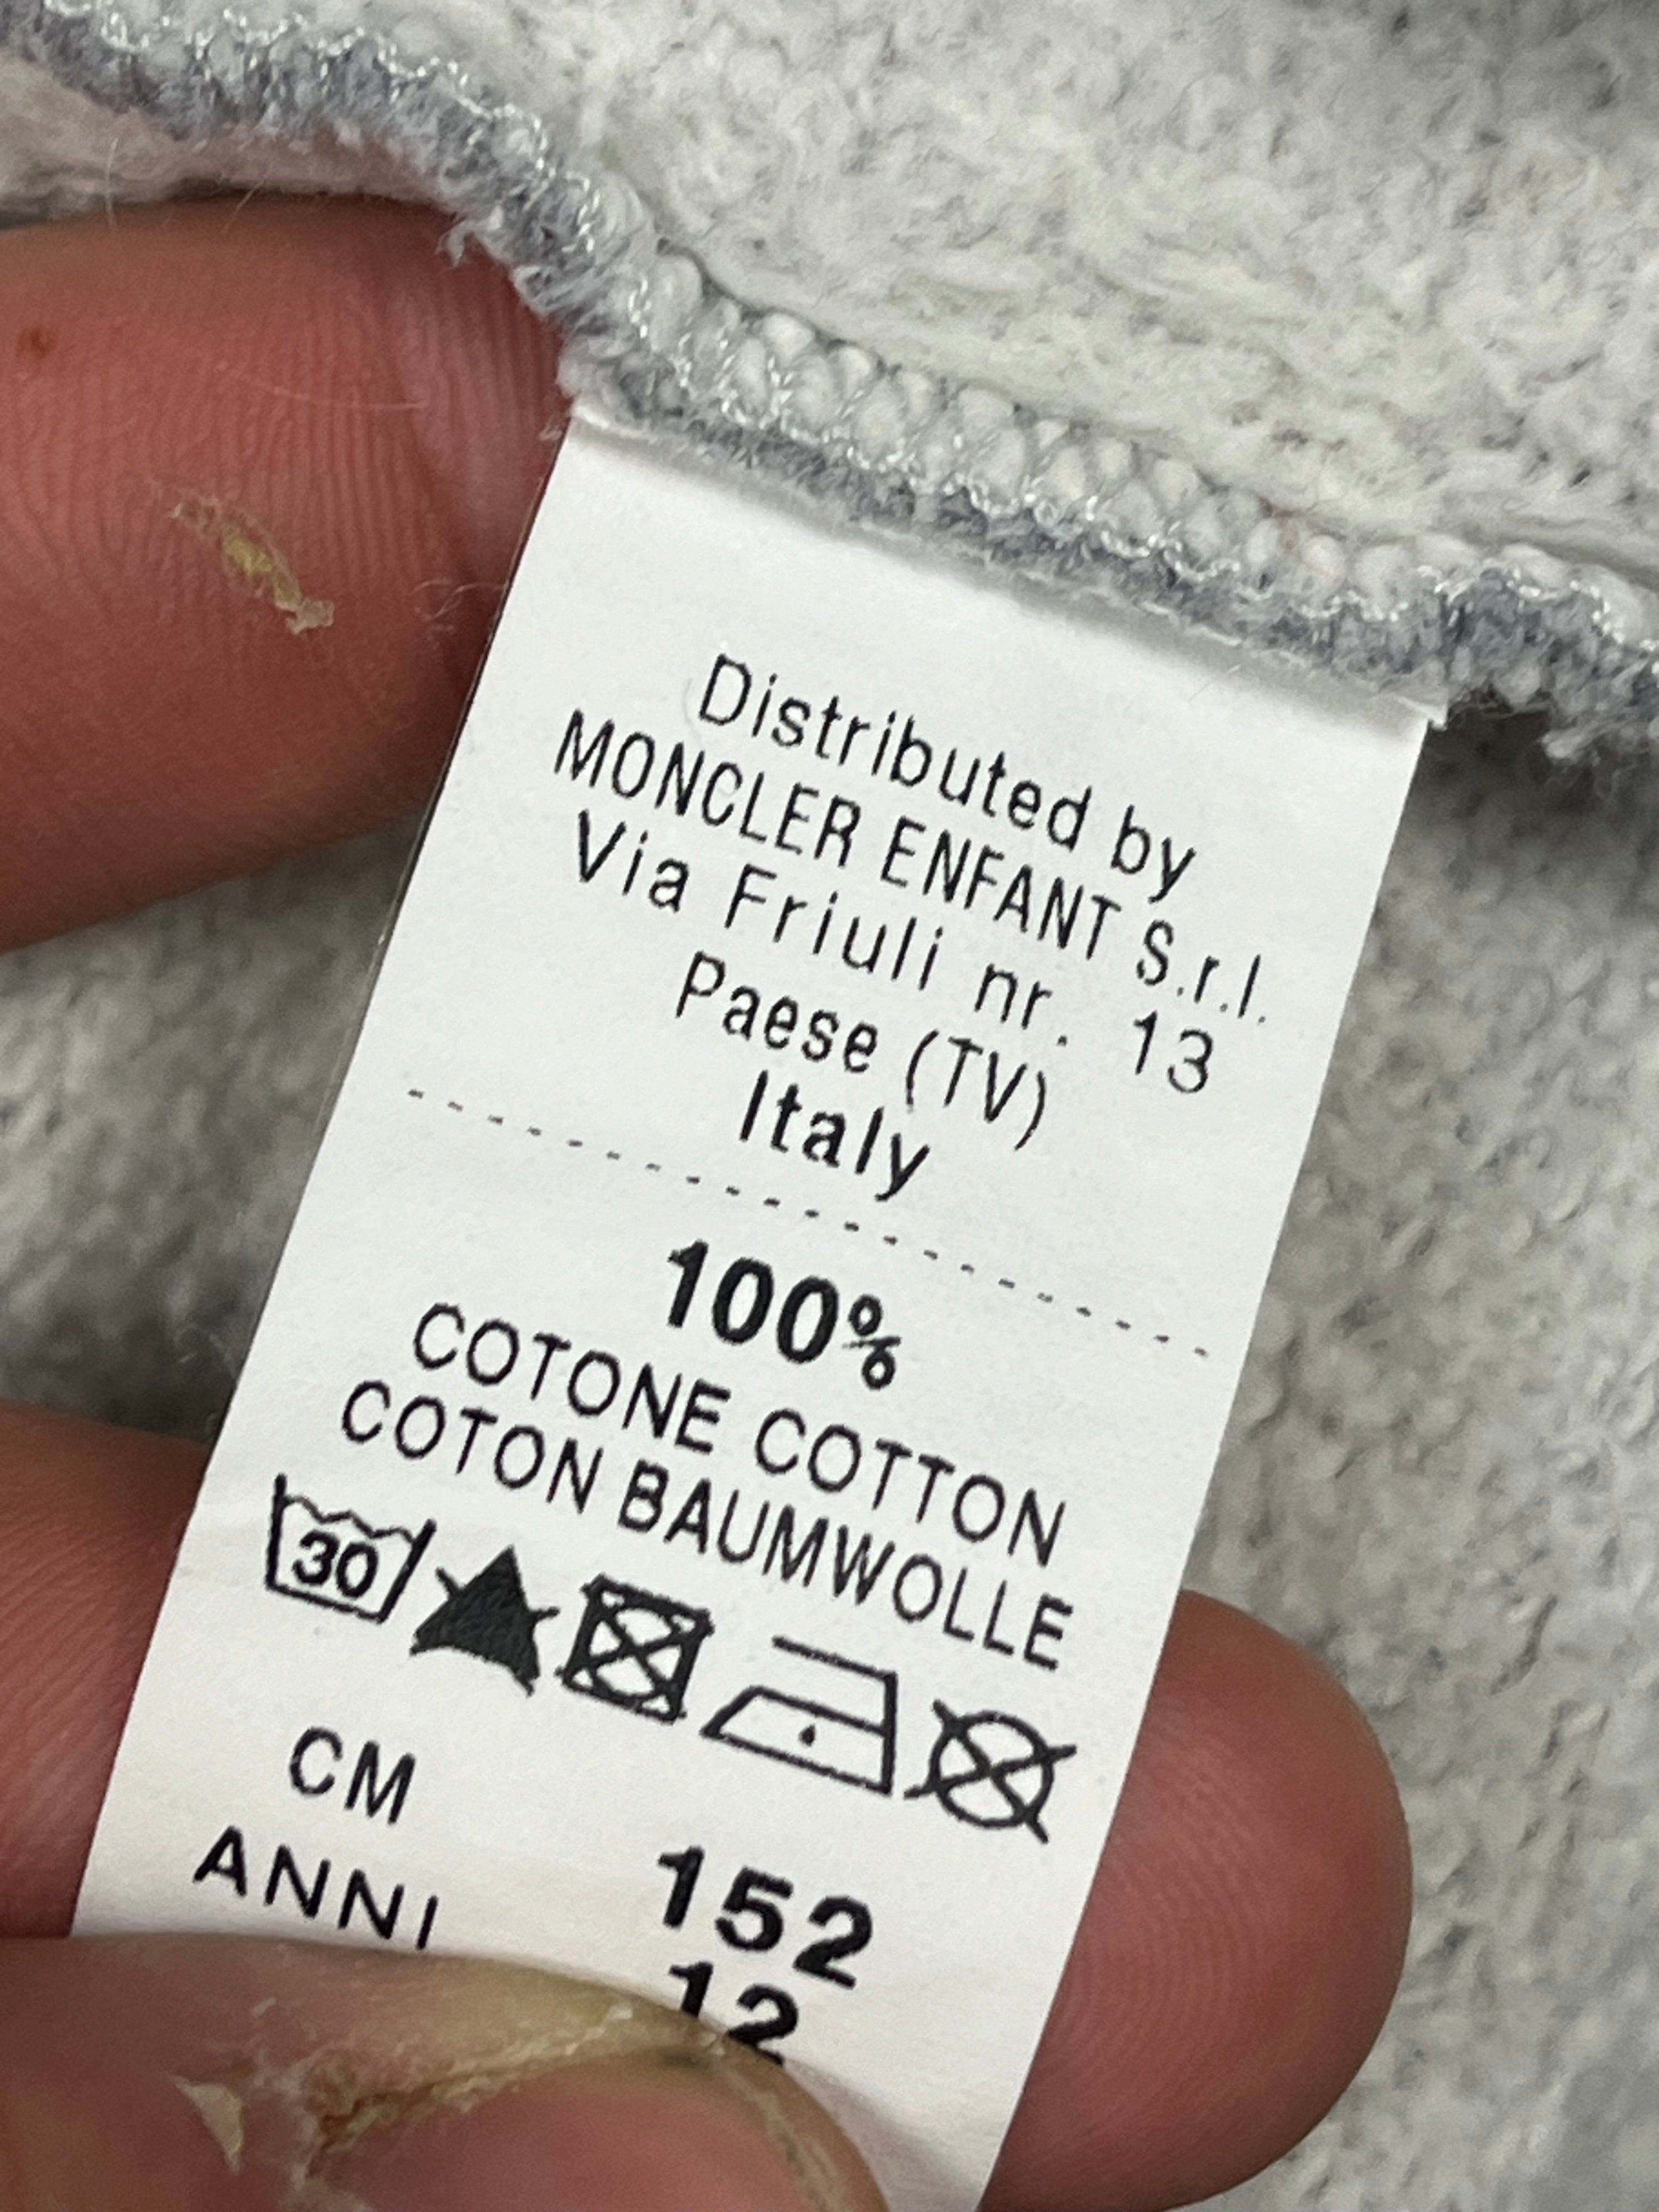 Distributed by
MONCLER ENFANT S.r.l.
Via Friuli nr. 13
Paese (TV)
Italy
100%
COTONE COTTON
COTON BAUMWOLLE
30
CM 152
ANNI 12